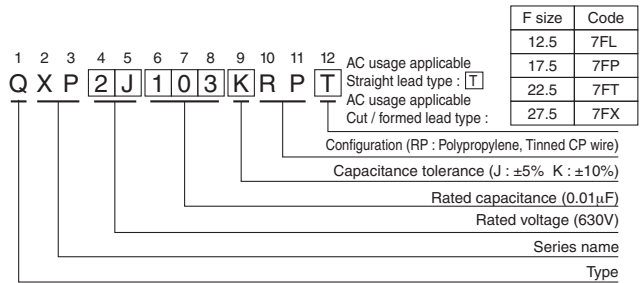 1 2 3 4 5 6 7 8 9 10 11 12
Q X P 2 J 1 0 3 K R P T
AC usage applicable
Straight lead type : T
AC usage applicable
Cut / formed lead type :
F size Code
12.5 7FL
17.5 7FP
22.5 7FT
27.5 7FX
Configuration (RP : Polypropylene, Tinned CP wire)
Capacitance tolerance (J : ±5% K : ±10%)
Rated capacitance (0.01μF)
Rated voltage (630V)
Series name
Type